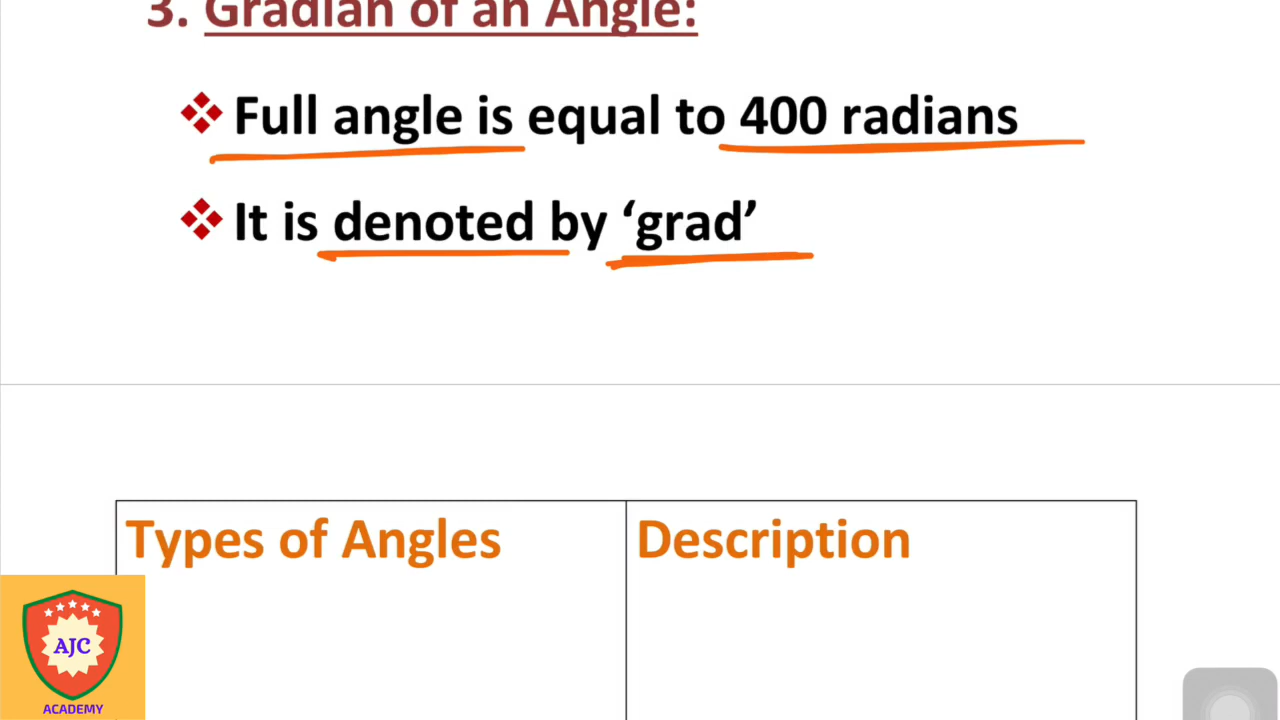 3. Gradian of an Angle:
Full angle is equal to 400 radians
It is denoted by ‘grad’
Types of Angles
Description
AJC
ACADEMY